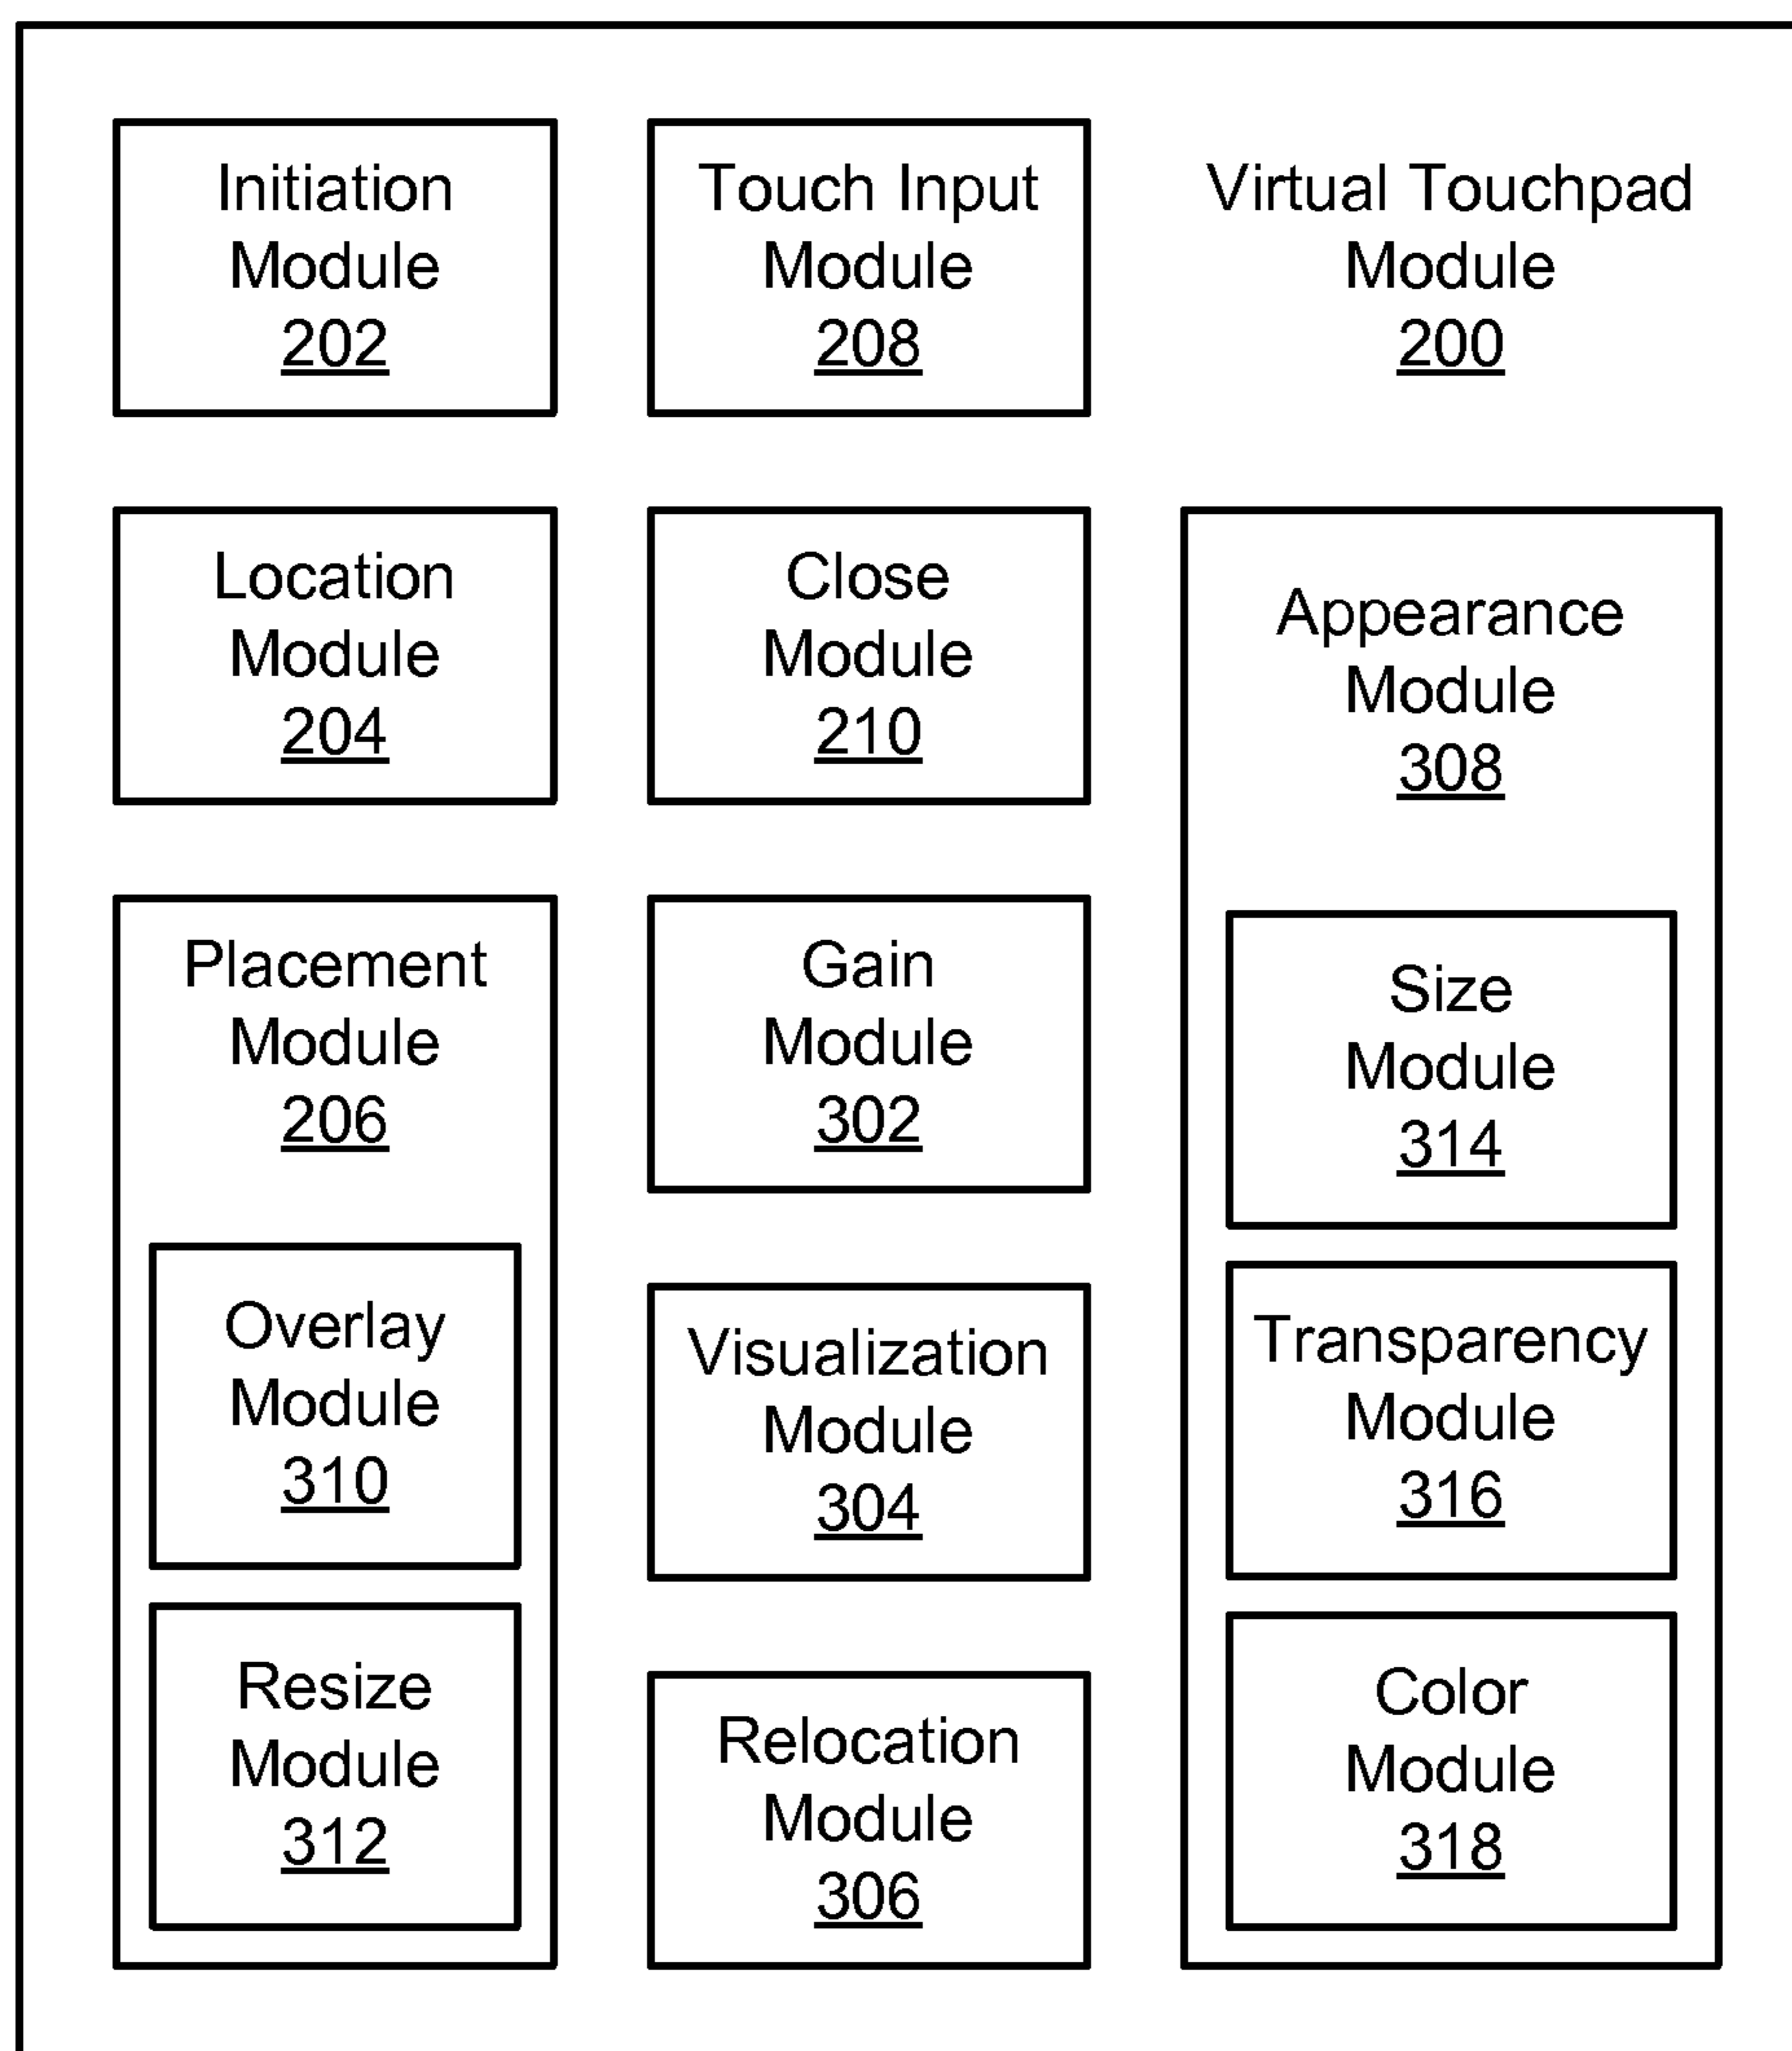 Initiation
Module
202
Touch Input
Module
208
Virtual Touchpad
Module
200
Location
Module
204
Close
Module
210
Appearance
Module
308
Placement
Module
206
Gain
Module
302
Size
Module
314
Overlay
Module
310
Visualization
Module
304
Transparency
Module
316
Resize
Module
312
Relocation
Module
306
Color
Module
318